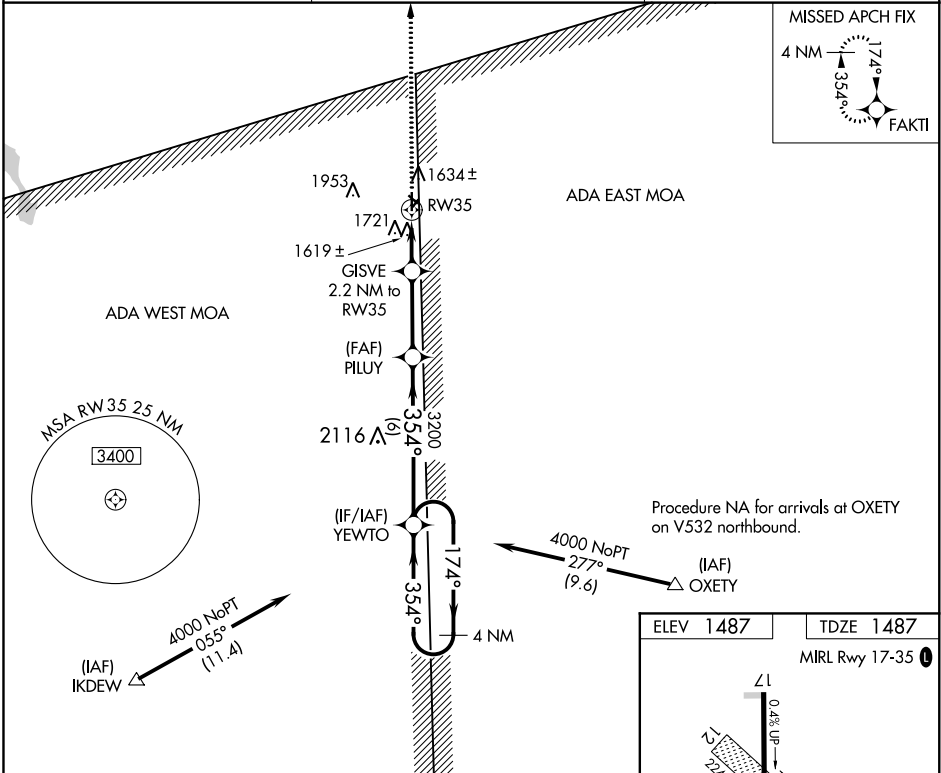 MISSED APCH FIX
4 NM
174°
354°
FAKTI
1953
1634 ±
RW35
ADA EAST MOA
1721
1619 ±
GISVE
2.2 NM to
RW35
ADA WEST MOA
(FAF)
PILUY
MSA RW35 25 NM
3400
2116
(6)
354°
3200
(IF/IAF)
YEWTO
Procedure NA for arrivals at OXETY
on V532 northbound.
4000 NoPT
277°
(9.6)
(IAF)
OXETY
174°
354°
4 NM
4000 NoPT
055°
(11.4)
(IAF)
IKDEW
ELEV 1487
TDZE 1487
MIRL Rwy 17-35 L
17
0.4% UP
12